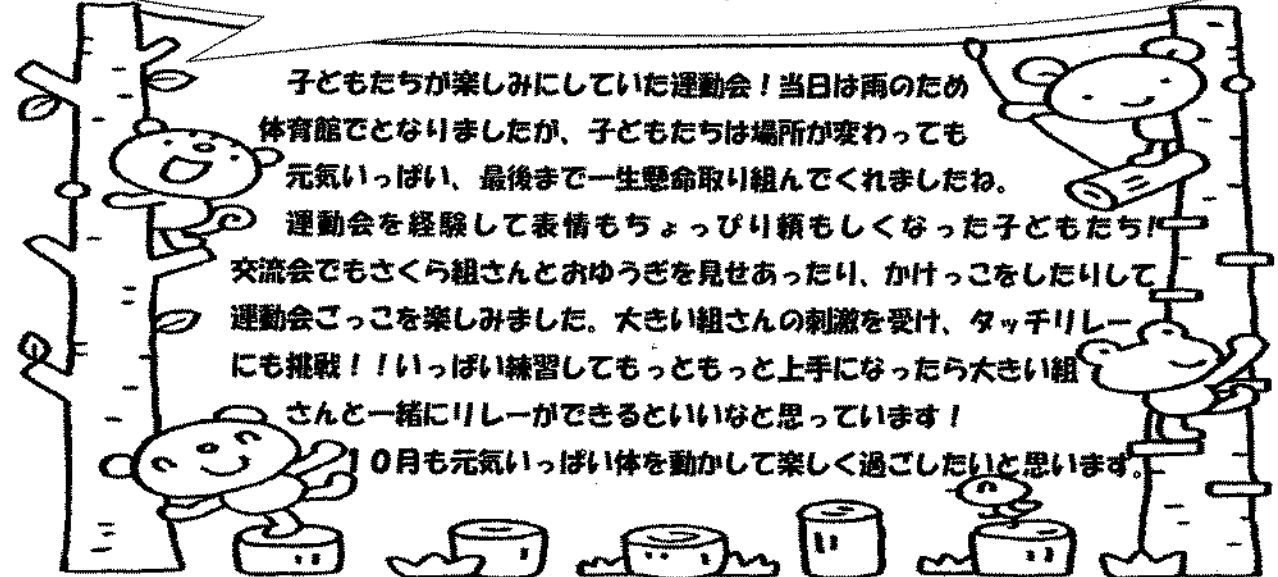 子どもたちが楽しみにしていた運動会！当日は雨のため
体育館でとなりましたが、子どもたちは場所が変わっても
元気いっぱい、最後まで一生懸命取り組んでくれましたね。
運動会を経験して表情もちょっぴり頼もしくなった子どもたち！
交流会でもさくら組さんとおゆうぎを見せあったり、かけっこをしたりして
運動会ごっこを楽しみました。大きい組さんの刺激を受け、タッチリレー
にも挑戦！！いっぱい練習してもっともっと上手になったら大きい組
さんと一緒にリレーができるといいなと思っています！
１０月も元気いっぱい体を動かして楽しく過ごしたいと思います。